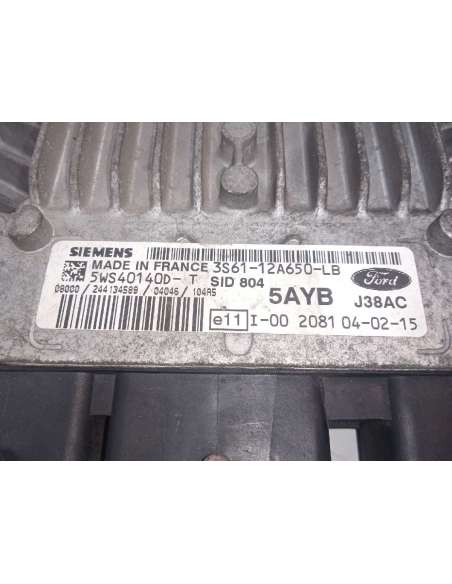 SIEMENS
MADE IN FRANCE 3S61-12A650-LB
5WS40140D- T SID 804
08000 / 244134589 / 04046 / 104A5
5AYB
Ford
J38AC
e11 I-00 2081 04-02-15